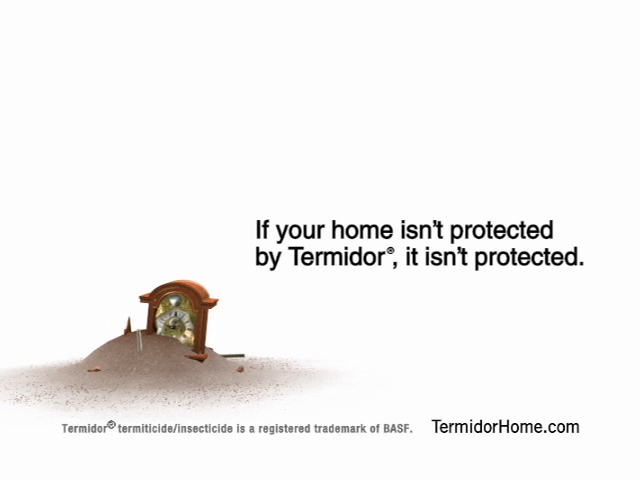 If your home isn't protected
by Termidor®, it isn't protected.
Termidor® termiticide/insecticide is a registered trademark of BASF. TermidorHome.com